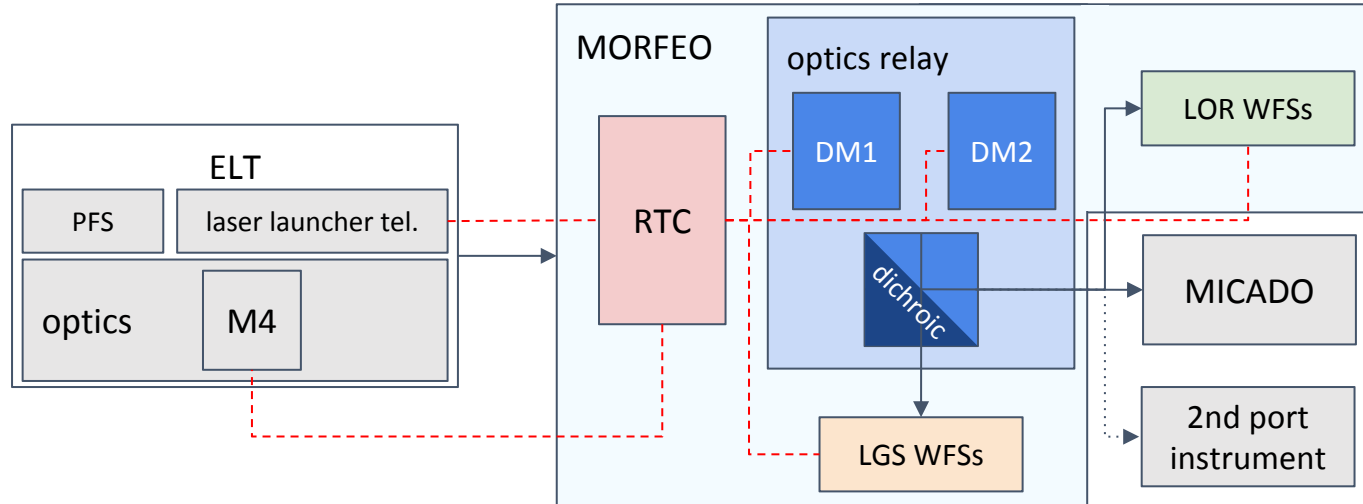 MORFEO
optics relay
LOR WFSs
DM1
DM2
ELT
PFS
laser launcher tel.
RTC
dichroic
MICADO
optics
M4
2nd port
instrument
LGS WFSs